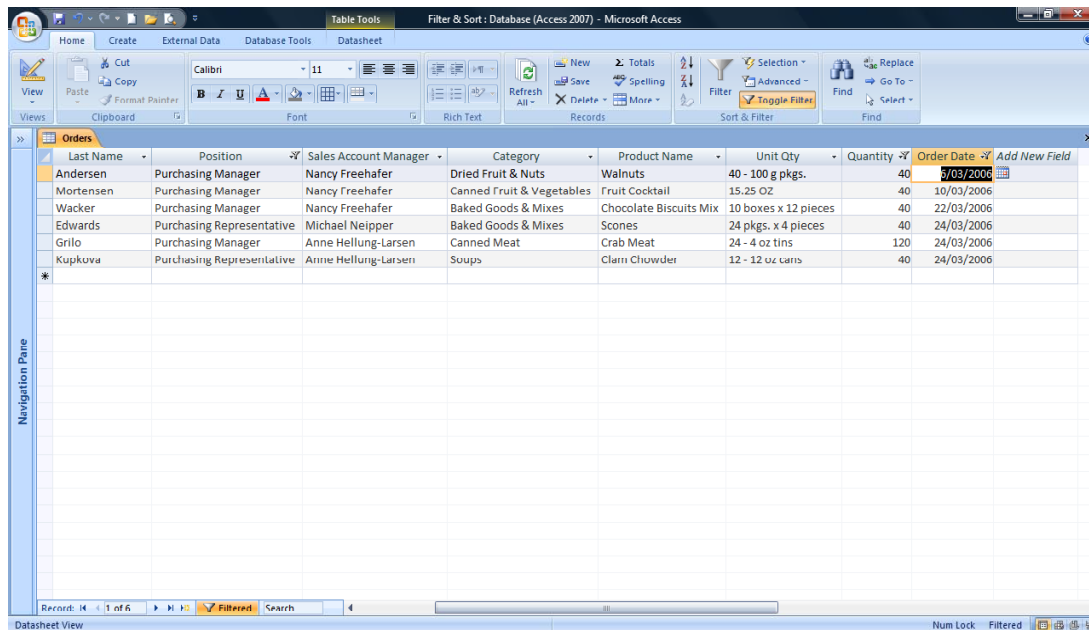 Table Tools Filter & Sort : Database (Access 2007) - Microsoft Access
Home Create External Data Database Tools Datasheet
View Paste Cut Copy Format Painter
Calibri 11
B I U A
Refresh All New Save Delete Σ Totals Spelling More
Filter Selection Advanced Toggle Filter
Find Replace Go To Select
Views Clipboard Font Rich Text Records Sort & Filter Find
Orders
Last Name Position Sales Account Manager Category Product Name Unit Qty Quantity Order Date Add New Field
Andersen Purchasing Manager Nancy Freehafer Dried Fruit & Nuts Walnuts 40 - 100 g pkgs. 40 6/03/2006
Mortensen Purchasing Manager Nancy Freehafer Canned Fruit & Vegetables Fruit Cocktail 15.25 OZ 40 10/03/2006
Wacker Purchasing Manager Nancy Freehafer Baked Goods & Mixes Chocolate Biscuits Mix 10 boxes x 12 pieces 40 22/03/2006
Edwards Purchasing Representative Michael Neipper Baked Goods & Mixes Scones 24 pkgs. x 4 pieces 40 24/03/2006
Grilo Purchasing Manager Anne Hellung-Larsen Canned Meat Crab Meat 24 - 4 oz tins 120 24/03/2006
Kupkova Purchasing Representative Anne Hellung-Larsen Soups Clam Chowder 12 - 12 oz cans 40 24/03/2006
Navigation Pane
Record: 1 of 6 Filtered Search
Datasheet View Num Lock Filtered